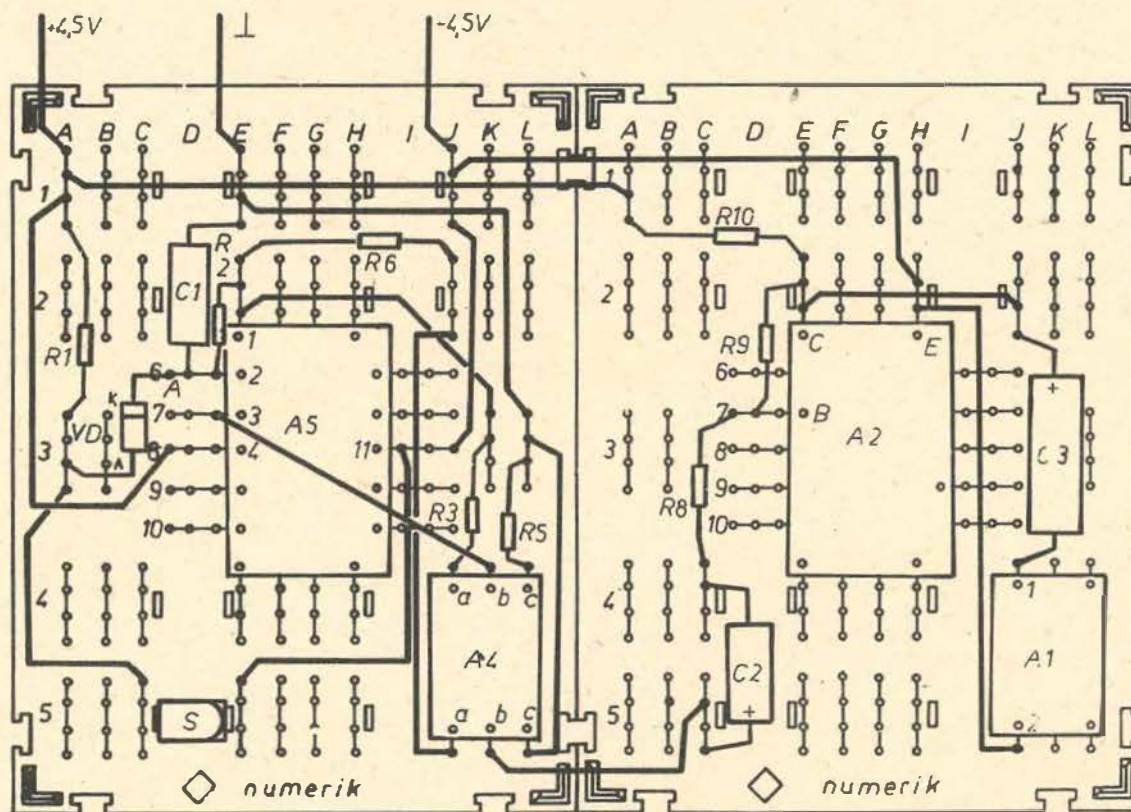 +4,5V ⊥ -4,5V
A B C D E F G H I J K L A B C D E F G H I J K L
1 1
R R10
2 R6
2 C1 2
R1 1 R9 C E
6 A 2 6
K 7 3 A5 7 B A2 +
3 VD 8 4 11 3 8 C3
A
9 R3 R5 R8 9
10 10
4 a b c 4 1
A4 C2 A1
5 S a b c 5 + 2
numerik numerik